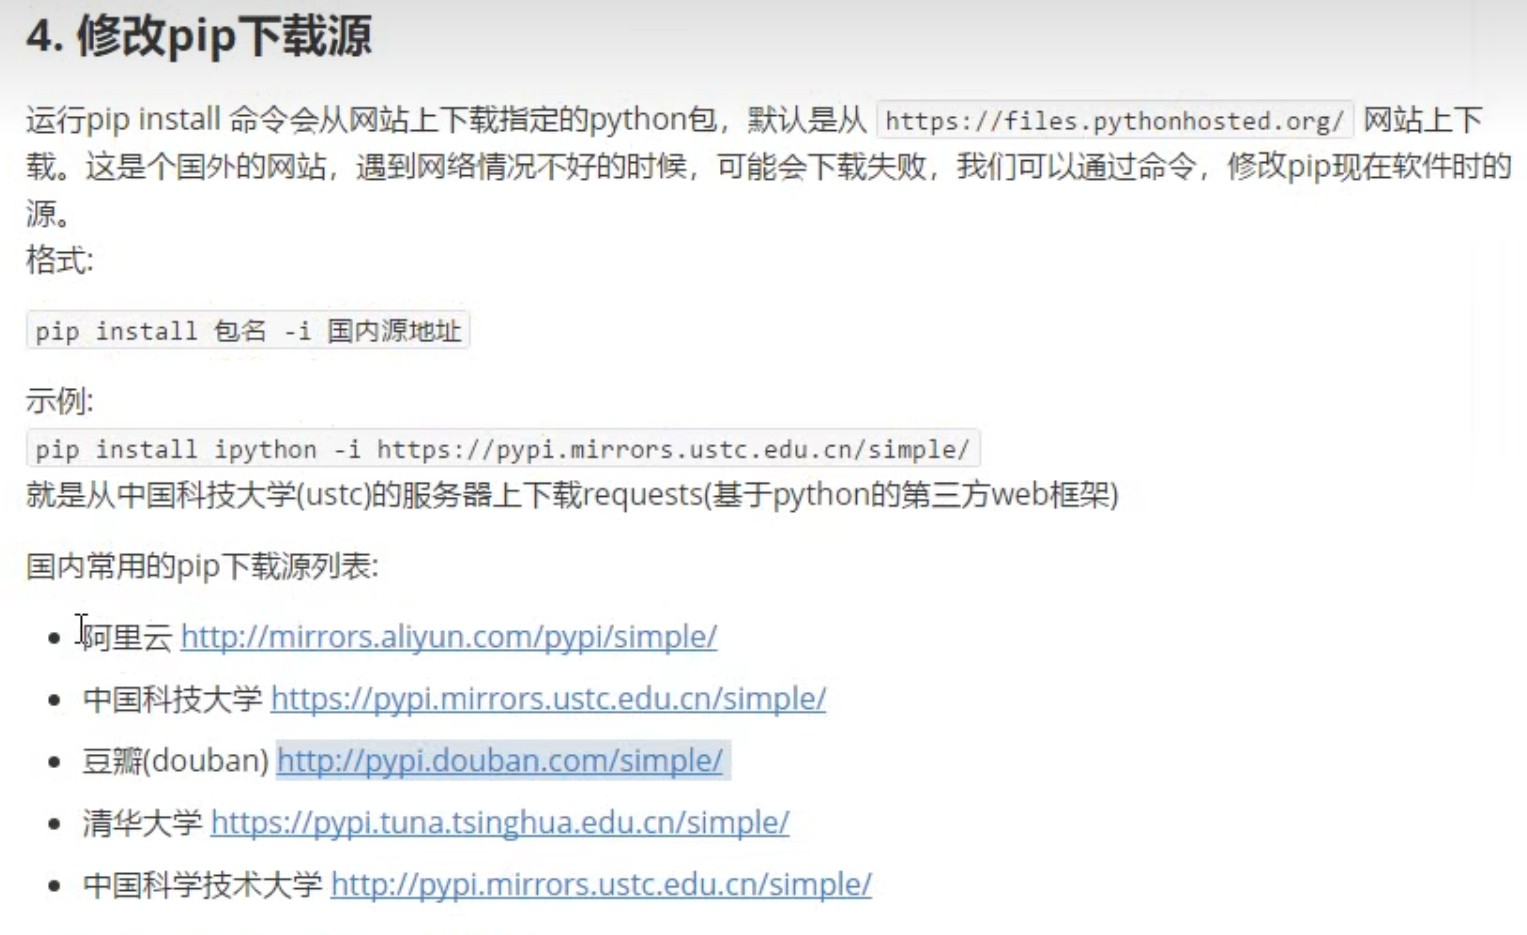 4. 修改pip下载源
运行pip install 命令会从网站上下载指定的python包，默认是从 https://files.pythonhosted.org/ 网站上下
载。这是个国外的网站，遇到网络情况不好的时候，可能会下载失败，我们可以通过命令，修改pip现在软件时的
源。
格式:
pip install 包名 -i 国内源地址
示例:
pip install ipython -i https://pypi.mirrors.ustc.edu.cn/simple/
就是从中国科技大学(ustc)的服务器上下载requests(基于python的第三方web框架)
国内常用的pip下载源列表:
• 阿里云 http://mirrors.aliyun.com/pypi/simple/
• 中国科技大学 https://pypi.mirrors.ustc.edu.cn/simple/
• 豆瓣(douban) http://pypi.douban.com/simple/
• 清华大学 https://pypi.tuna.tsinghua.edu.cn/simple/
• 中国科学技术大学 http://pypi.mirrors.ustc.edu.cn/simple/